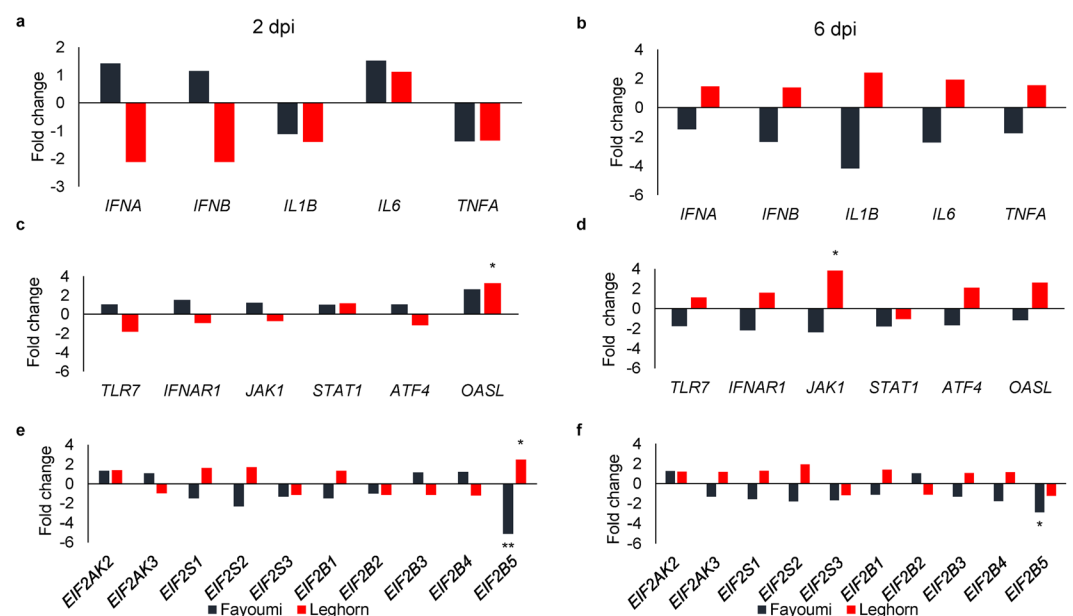 a 2 dpi
Fold change
2
1
0
-1
-2
-3
IFNA IFNB IL1B IL6 TNFA
b 6 dpi
Fold change
4
2
0
-2
-4
-6
IFNA IFNB IL1B IL6 TNFA
c
Fold change
4
2
0
-2
-4
-6
*
TLR7 IFNAR1 JAK1 STAT1 ATF4 OASL
d
Fold change
4
2
0
-2
-4
-6
*
TLR7 IFNAR1 JAK1 STAT1 ATF4 OASL
e
Fold change
4
2
0
-2
-4
-6
*
**
EIF2AK2 EIF2AK3 EIF2S1 EIF2S2 EIF2S3 EIF2B1 EIF2B2 EIF2B3 EIF2B4 EIF2B5
Fayoumi Leghorn
f
Fold change
4
2
0
-2
-4
-6
*
EIF2AK2 EIF2AK3 EIF2S1 EIF2S2 EIF2S3 EIF2B1 EIF2B2 EIF2B3 EIF2B4 EIF2B5
Fayoumi Leghorn